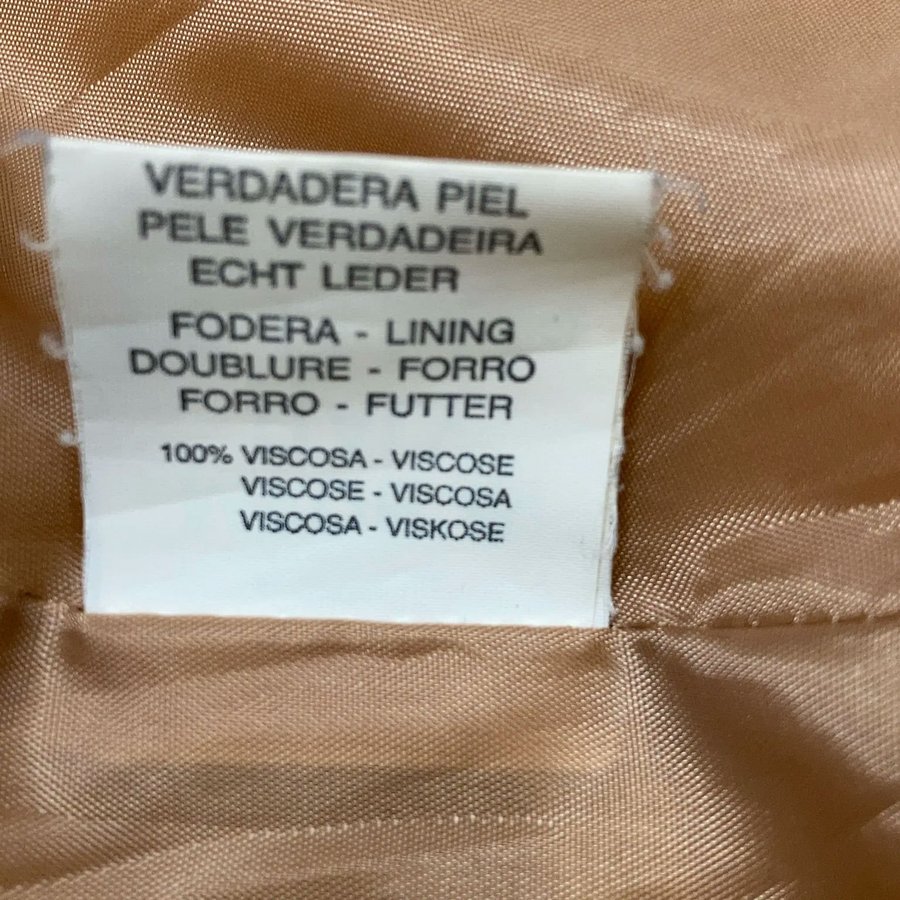 VERDADERA PIEL
PELE VERDADEIRA
ECHT LEDER
FODERA - LINING
DOUBLURE - FORRO
FORRO - FUTTER
100% VISCOSA - VISCOSE
VISCOSE - VISCOSA
VISCOSA - VISKOSE